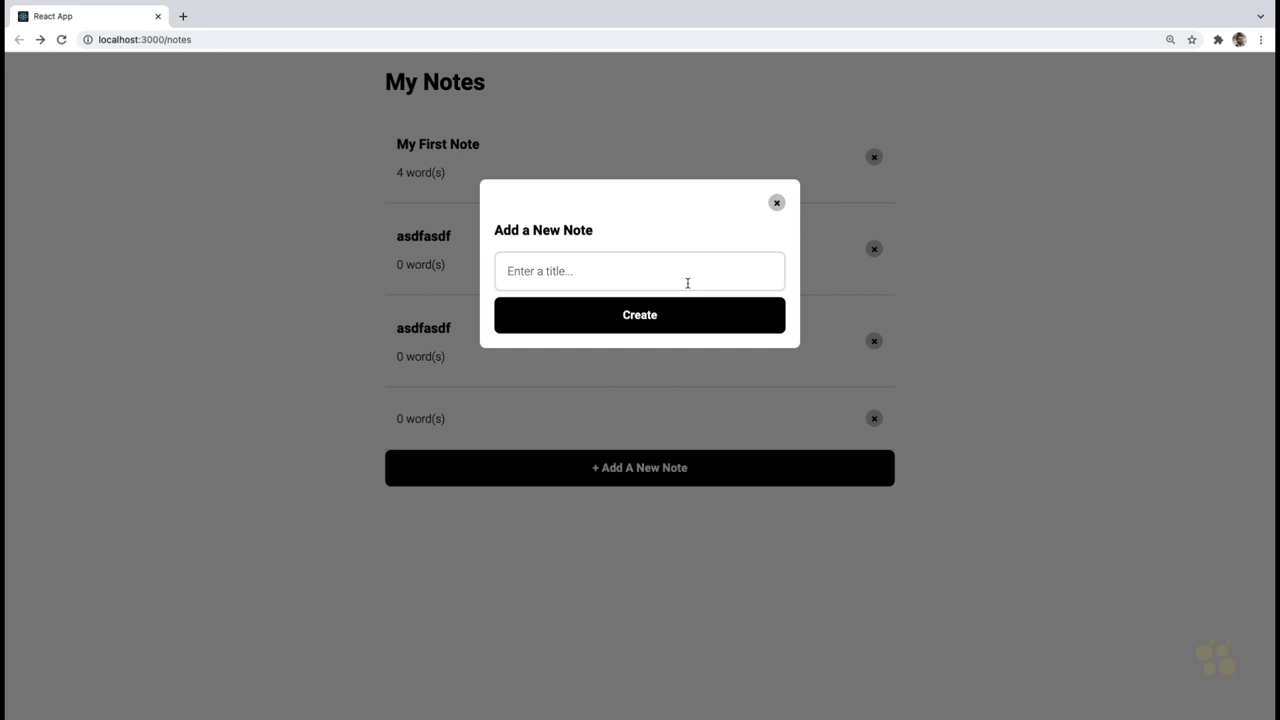 React App
localhost:3000/notes
My Notes
My First Note
4 word(s)
asdfasdf
0 word(s)
asdfasdf
0 word(s)
0 word(s)
+ Add A New Note
Add a New Note
Enter a title...
Create